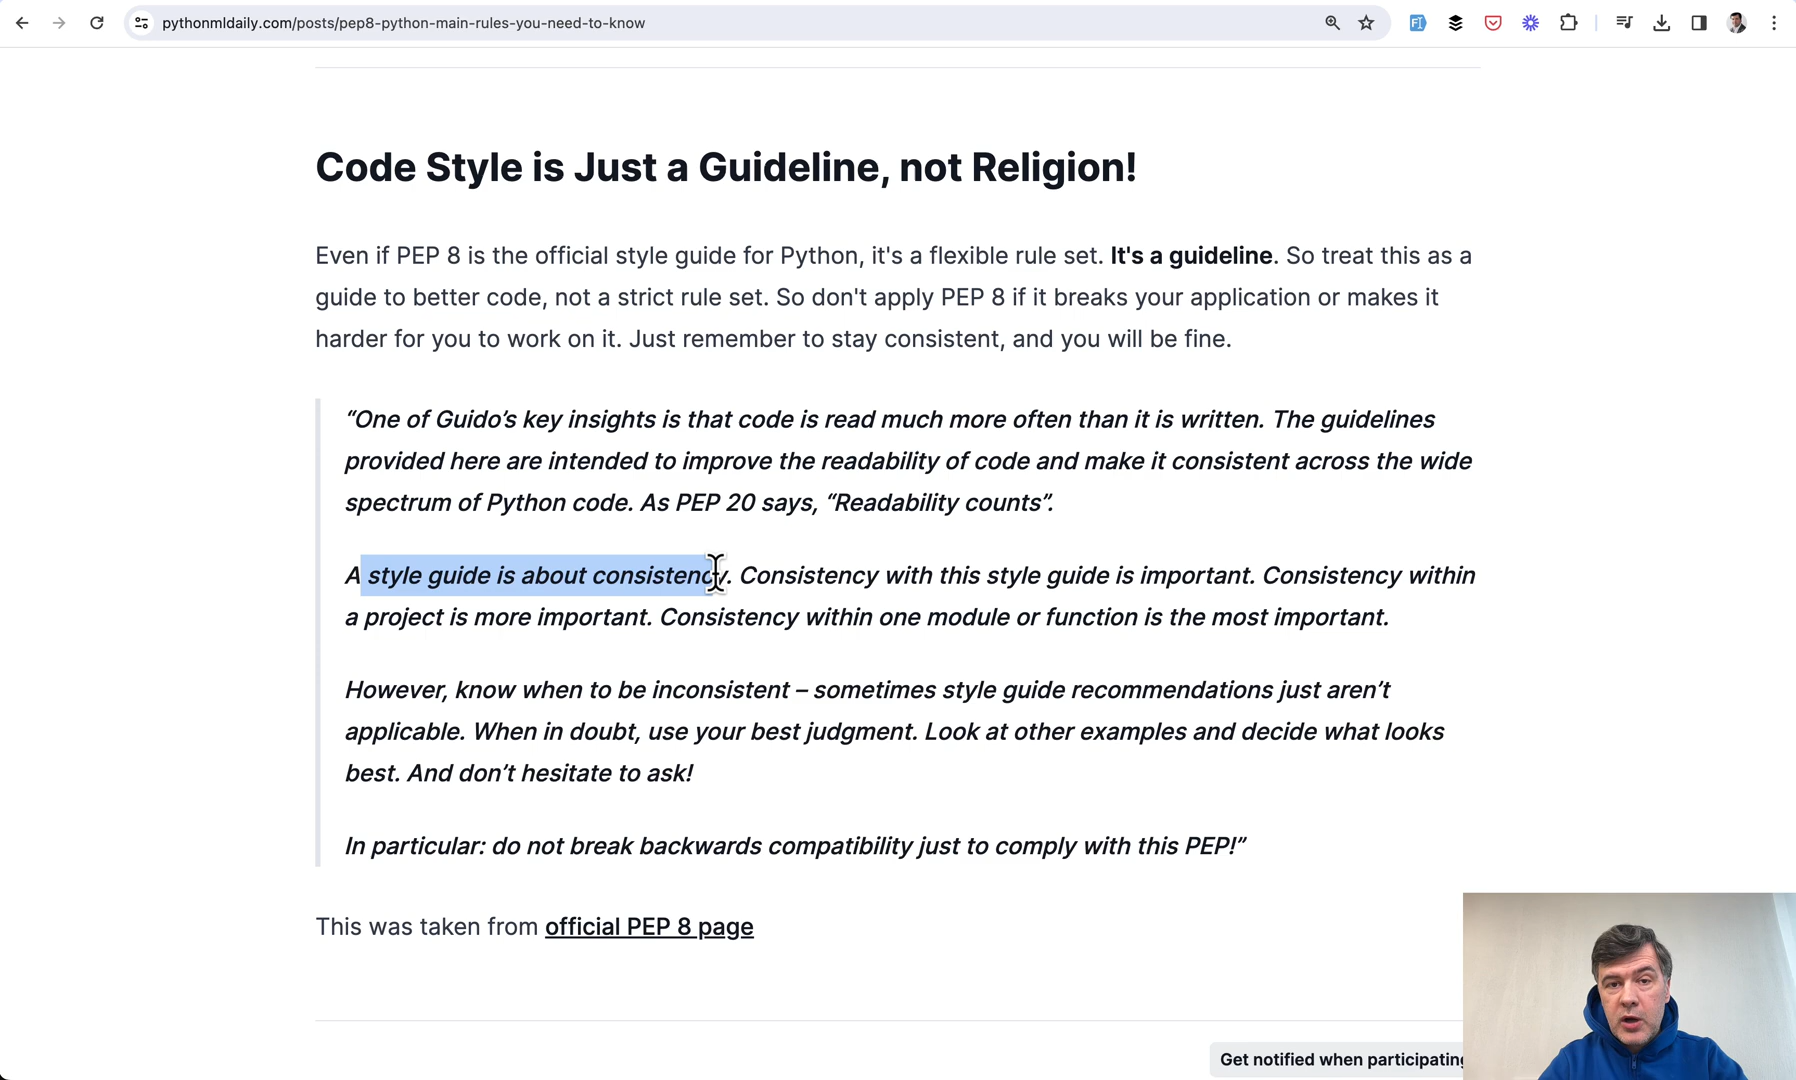 pythonmldaily.com/posts/pep8-python-main-rules-you-need-to-know
Code Style is Just a Guideline, not Religion!
Even if PEP 8 is the official style guide for Python, it's a flexible rule set. It's a guideline. So treat this as a
guide to better code, not a strict rule set. So don't apply PEP 8 if it breaks your application or makes it
harder for you to work on it. Just remember to stay consistent, and you will be fine.
“One of Guido’s key insights is that code is read much more often than it is written. The guidelines
provided here are intended to improve the readability of code and make it consistent across the wide
spectrum of Python code. As PEP 20 says, “Readability counts”.
A style guide is about consistency. Consistency with this style guide is important. Consistency within
a project is more important. Consistency within one module or function is the most important.
However, know when to be inconsistent – sometimes style guide recommendations just aren’t
applicable. When in doubt, use your best judgment. Look at other examples and decide what looks
best. And don’t hesitate to ask!
In particular: do not break backwards compatibility just to comply with this PEP!”
This was taken from official PEP 8 page
Get notified when participating